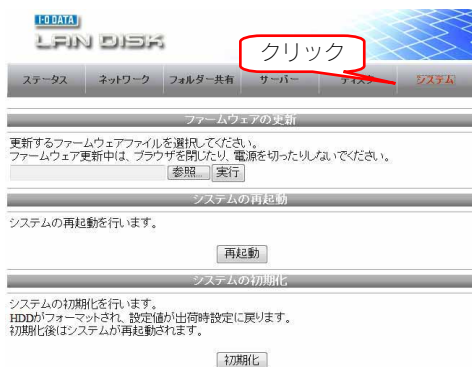 I-O DATA
LAN DISK
クリック
ステータス ネットワーク フォルダー共有 サーバー ディスク システム
ファームウェアの更新
更新するファームウェアファイルを選択してください。
ファームウェア更新中は、ブラウザを閉じたり、電源を切ったりしないでください。
参照... 実行
システムの再起動
システムの再起動を行います。
再起動
システムの初期化
システムの初期化を行います。
HDDがフォーマットされ、設定値が出荷時設定に戻ります。
初期化後はシステムが再起動されます。
初期化